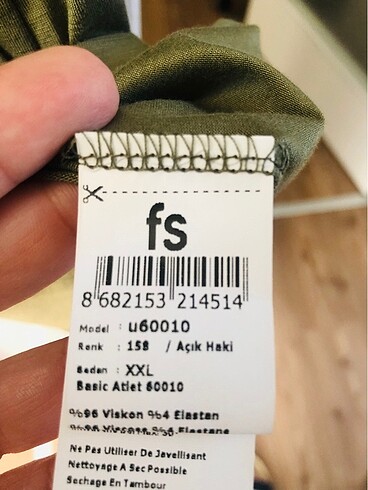 fs
8 682153 214514
Model : u60010
Renk : 158 / Açık Haki
Beden : XXL
Basic Atlet 60010
%96 Viskon %4 Elastan
Ne Pas Utiliser De Javellisant
Nettoyage A Sec Possible
Sechage En Tambour